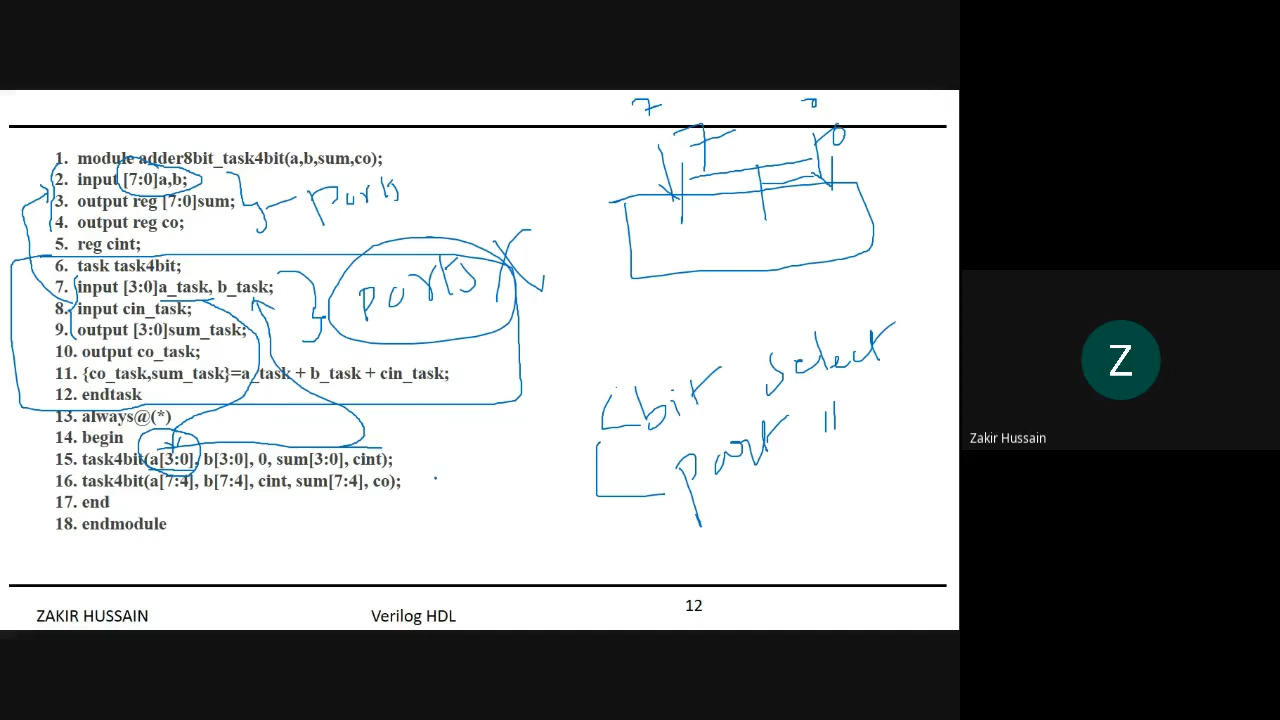 1. module adder8bit_task4bit(a,b,sum,co);
2. input [7:0]a,b;
3. output reg [7:0]sum;
4. output reg co;
5. reg cint;
6. task task4bit;
7. input [3:0]a_task, b_task;
8. input cin_task;
9. output [3:0]sum_task;
10. output co_task;
11. {co_task,sum_task}=a_task + b_task + cin_task;
12. endtask
13. always@(*)
14. begin
15. task4bit(a[3:0], b[3:0], 0, sum[3:0], cint);
16. task4bit(a[7:4], b[7:4], cint, sum[7:4], co);
17. end
18. endmodule
ports
ports X
7
7 0
bit select
part "
ZAKIR HUSSAIN Verilog HDL 12
Z
Zakir Hussain